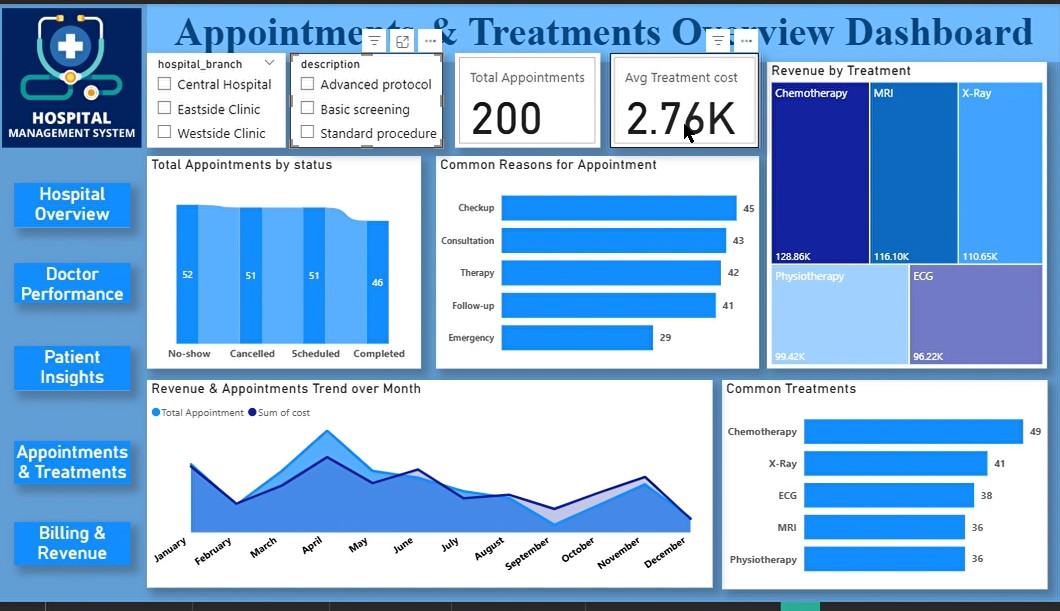 Appointments & Treatments Overview Dashboard
HOSPITAL
MANAGEMENT SYSTEM
Hospital
Overview
Doctor
Performance
Patient
Insights
Appointments
& Treatments
Billing &
Revenue
hospital_branch
Central Hospital
Eastside Clinic
Westside Clinic
description
Advanced protocol
Basic screening
Standard procedure
Total Appointments
200
Avg Treatment cost
2.76K
Revenue by Treatment
Chemotherapy
MRI
X-Ray
128.86K
116.10K
110.65K
Physiotherapy
ECG
99.42K
96.22K
Total Appointments by status
52
51
51
46
No-show
Cancelled
Scheduled
Completed
Common Reasons for Appointment
Checkup 45
Consultation 43
Therapy 42
Follow-up 41
Emergency 29
Revenue & Appointments Trend over Month
Total Appointment
Sum of cost
January
February
March
April
May
June
July
August
September
October
November
December
Common Treatments
Chemotherapy 49
X-Ray 41
ECG 38
MRI 36
Physiotherapy 36